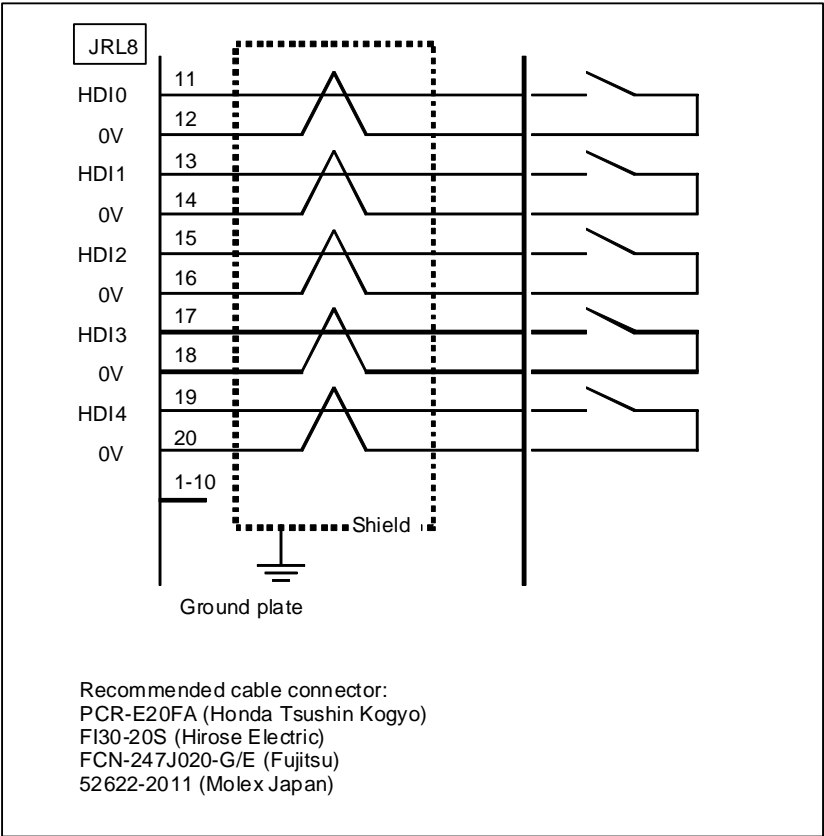 JRL8
11
HDI0
12
0V
13
HDI1
14
0V
15
HDI2
16
0V
17
HDI3
18
0V
19
HDI4
20
0V
1-10
Shield
Ground plate
Recommended cable connector:
PCR-E20FA (Honda Tsushin Kogyo)
FI30-20S (Hirose Electric)
FCN-247J020-G/E (Fujitsu)
52622-2011 (Molex Japan)